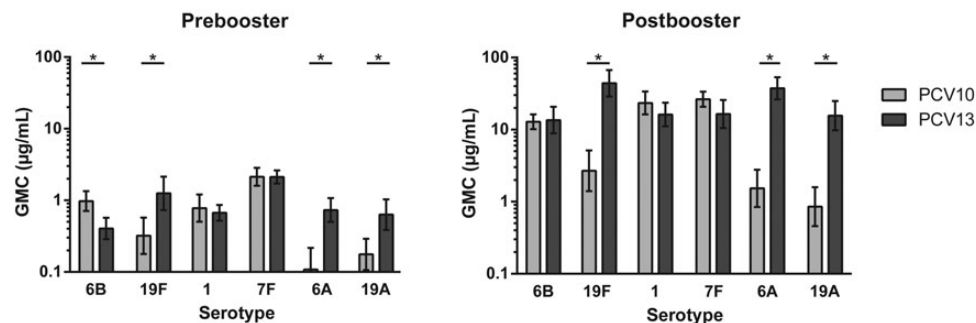 Prebooster
* * * *
100
10
1
0.1
GMC (µg/mL)
6B 19F 1 7F 6A 19A
Serotype
Postbooster
* * *
100
10
1
0.1
GMC (µg/mL)
6B 19F 1 7F 6A 19A
Serotype
PCV10
PCV13